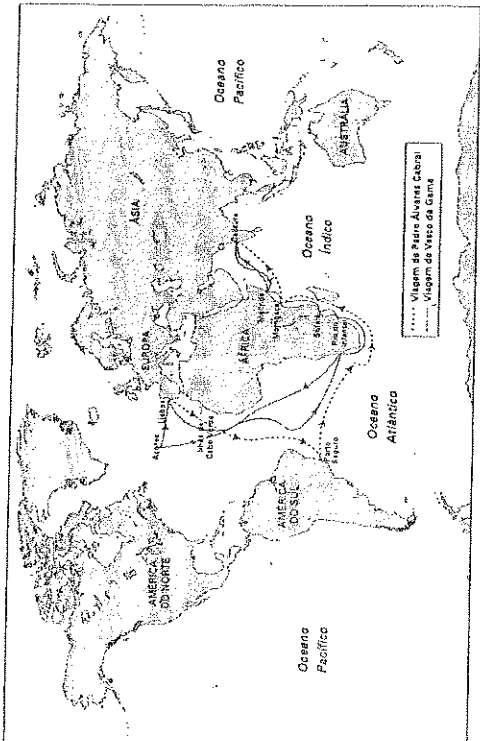 Oceano
Pacífico
AMÉRICA
DO NORTE
AMÉRICA
DO SUL
Açores
Lisboa
EUROPA
ÁSIA
ÁFRICA
Ilhas de
Cabo Verde
Porto
Seguro
Oceano
Atlântico
Calicute
Melinde
Mombaça
Sofala
Oceano
Índico
Oceano
Pacífico
AUSTRÁLIA
Viagem de Pedro Álvares Cabral
Viagem de Vasco da Gama